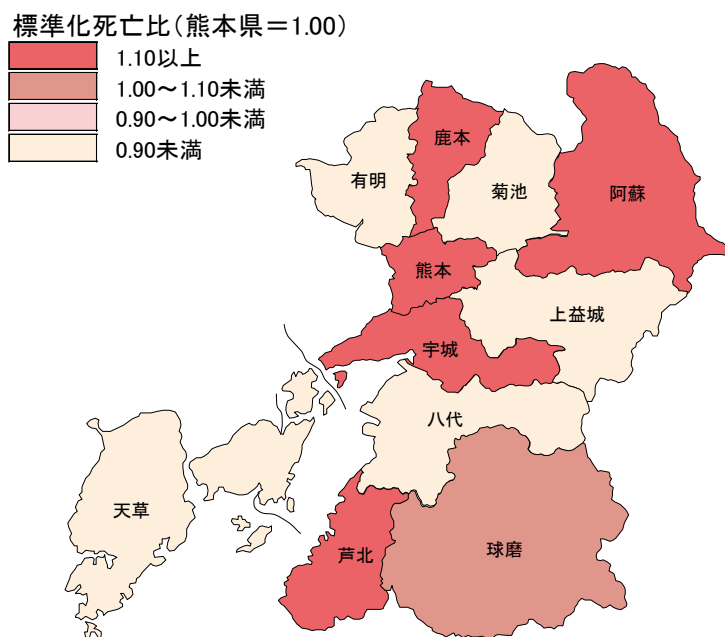 標準化死亡比(熊本県＝1.00)
1.10以上
1.00～1.10未満
0.90～1.00未満
0.90未満
鹿本
有明
菊池
阿蘇
熊本
上益城
宇城
八代
天草
芦北
球磨